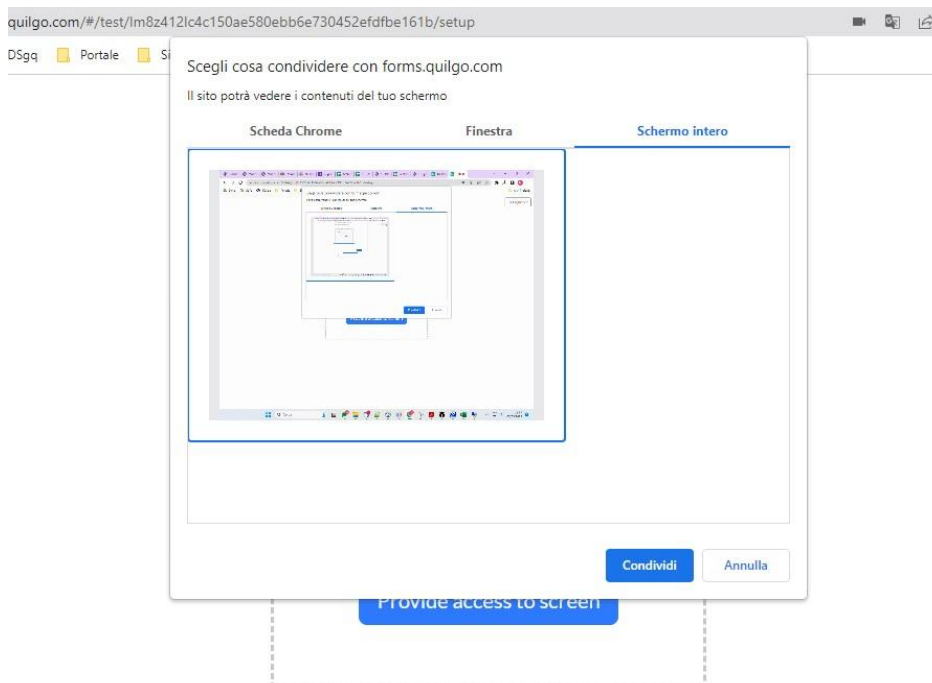 quilgo.com/#/test/lm8z412lc4c150ae580ebb6e730452efdfbe161b/setup
DSgq Portale Si
Scegli cosa condividere con forms.quilgo.com
Il sito potrà vedere i contenuti del tuo schermo
Scheda Chrome Finestra Schermo intero
Condividi Annulla
Provide access to screen